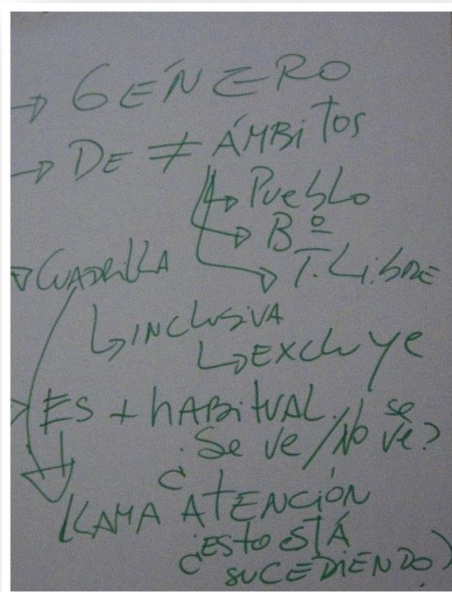 → GÉNERO
→ DE ≠ ÁMBITOS
→ PUEBLO
→ Bº
→ T. LIBRE
→ CUADRILLA
↳ INCLUSIVA
↳ EXCLUYE
→ ES + HABITUAL
¿Se ve / No se ve?
LLAMA ATENCIÓN
¿ESTO STÁ
SUCEDIENDO?